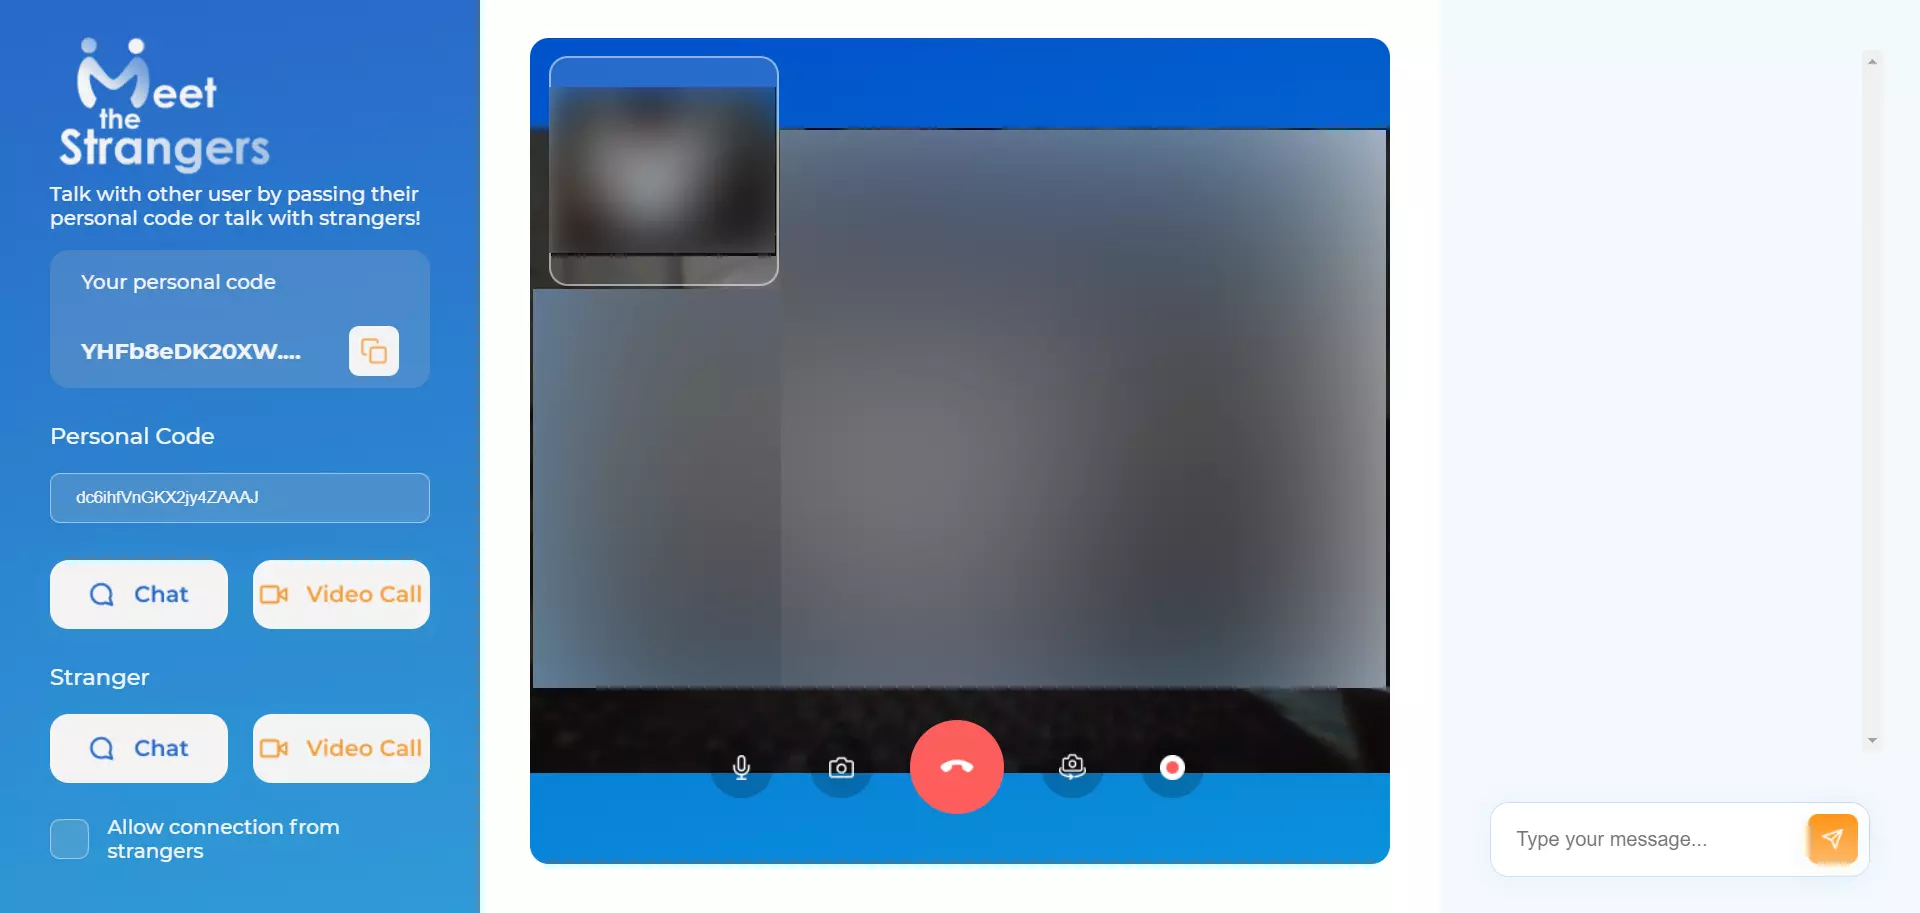 Meet
the
Strangers
Talk with other user by passing their
personal code or talk with strangers!
Your personal code
YHFb8eDK20XW....
Personal Code
dc6ihfVnGKX2jy4ZAAAJ
Chat
Video Call
Stranger
Chat
Video Call
Allow connection from
strangers
Type your message...